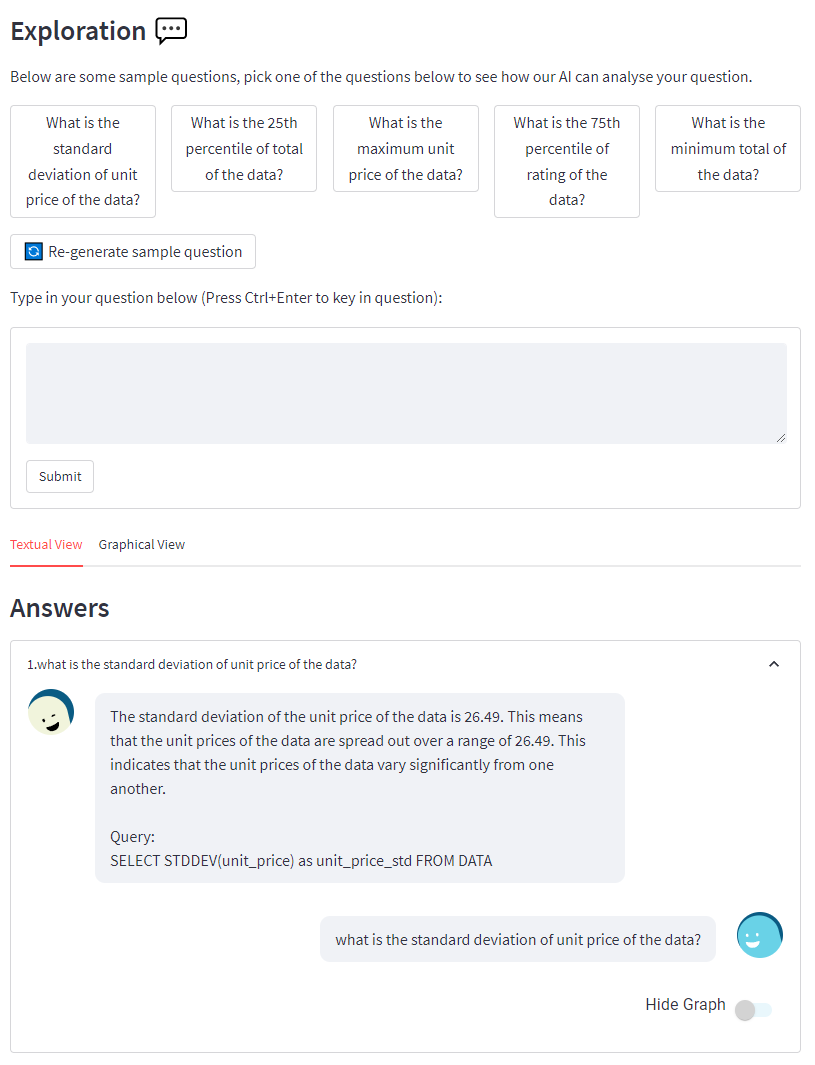 Exploration
Below are some sample questions, pick one of the questions below to see how our AI can analyse your question.
What is the
standard
deviation of unit
price of the data?
What is the 25th
percentile of total
of the data?
What is the
maximum unit
price of the data?
What is the 75th
percentile of
rating of the
data?
What is the
minimum total of
the data?
Re-generate sample question
Type in your question below (Press Ctrl+Enter to key in question):
Submit
Textual View
Graphical View
Answers
1.what is the standard deviation of unit price of the data?
The standard deviation of the unit price of the data is 26.49. This means
that the unit prices of the data are spread out over a range of 26.49. This
indicates that the unit prices of the data vary significantly from one
another.
Query:
SELECT STDDEV(unit_price) as unit_price_std FROM DATA
what is the standard deviation of unit price of the data?
Hide Graph